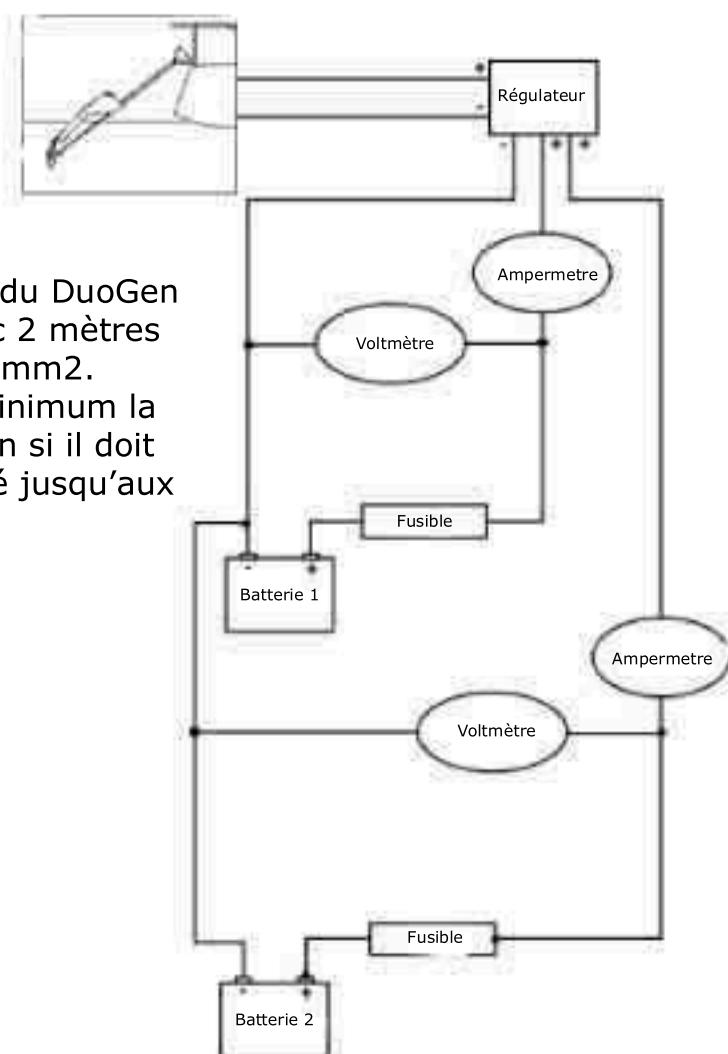 +
Régulateur
-
- + +
Ampermetre
du DuoGen
c 2 mètres
Voltmètre
mm2.
inimum la
n si il doit
é jusqu’aux
Fusible
- +
Batterie 1
Ampermetre
Voltmètre
Fusible
- +
Batterie 2